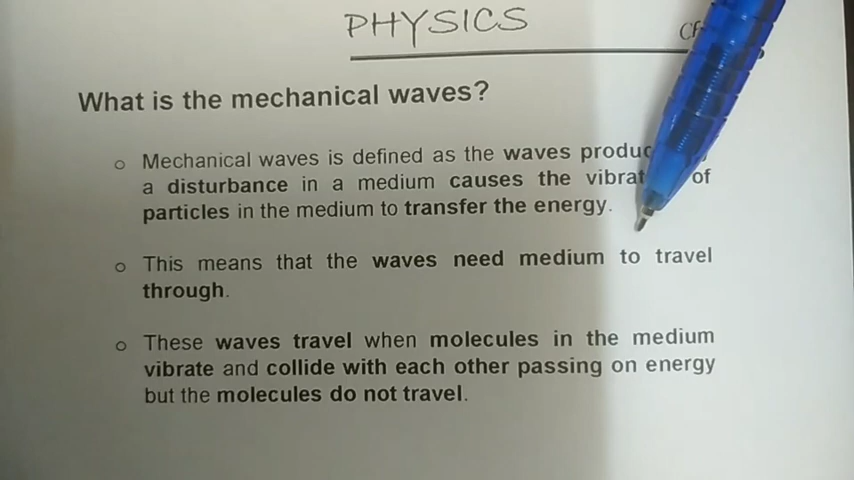 PHYSICS
What is the mechanical waves?
o Mechanical waves is defined as the waves
a disturbance in a medium causes the of
particles in the medium to transfer the energy.
o This means that the waves need medium to travel
through.
o These waves travel when molecules in the medium
vibrate and collide with each other passing on energy
but the molecules do not travel.